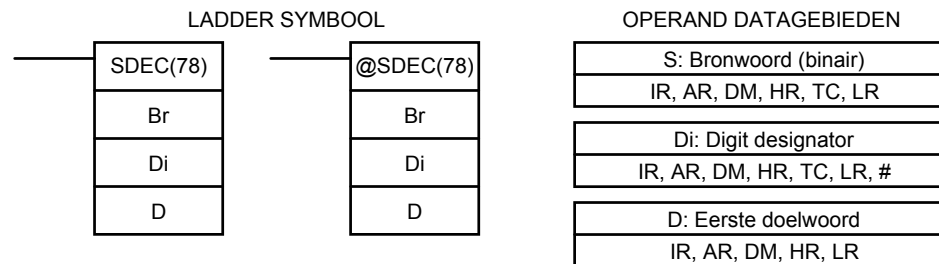 LADDER SYMBOOL
SDEC(78)
Br
Di
D
@SDEC(78)
Br
Di
D
OPERAND DATAGEBIEDEN
S: Bronwoord (binair)
IR, AR, DM, HR, TC, LR
Di: Digit designator
IR, AR, DM, HR, TC, LR, #
D: Eerste doelwoord
IR, AR, DM, HR, LR